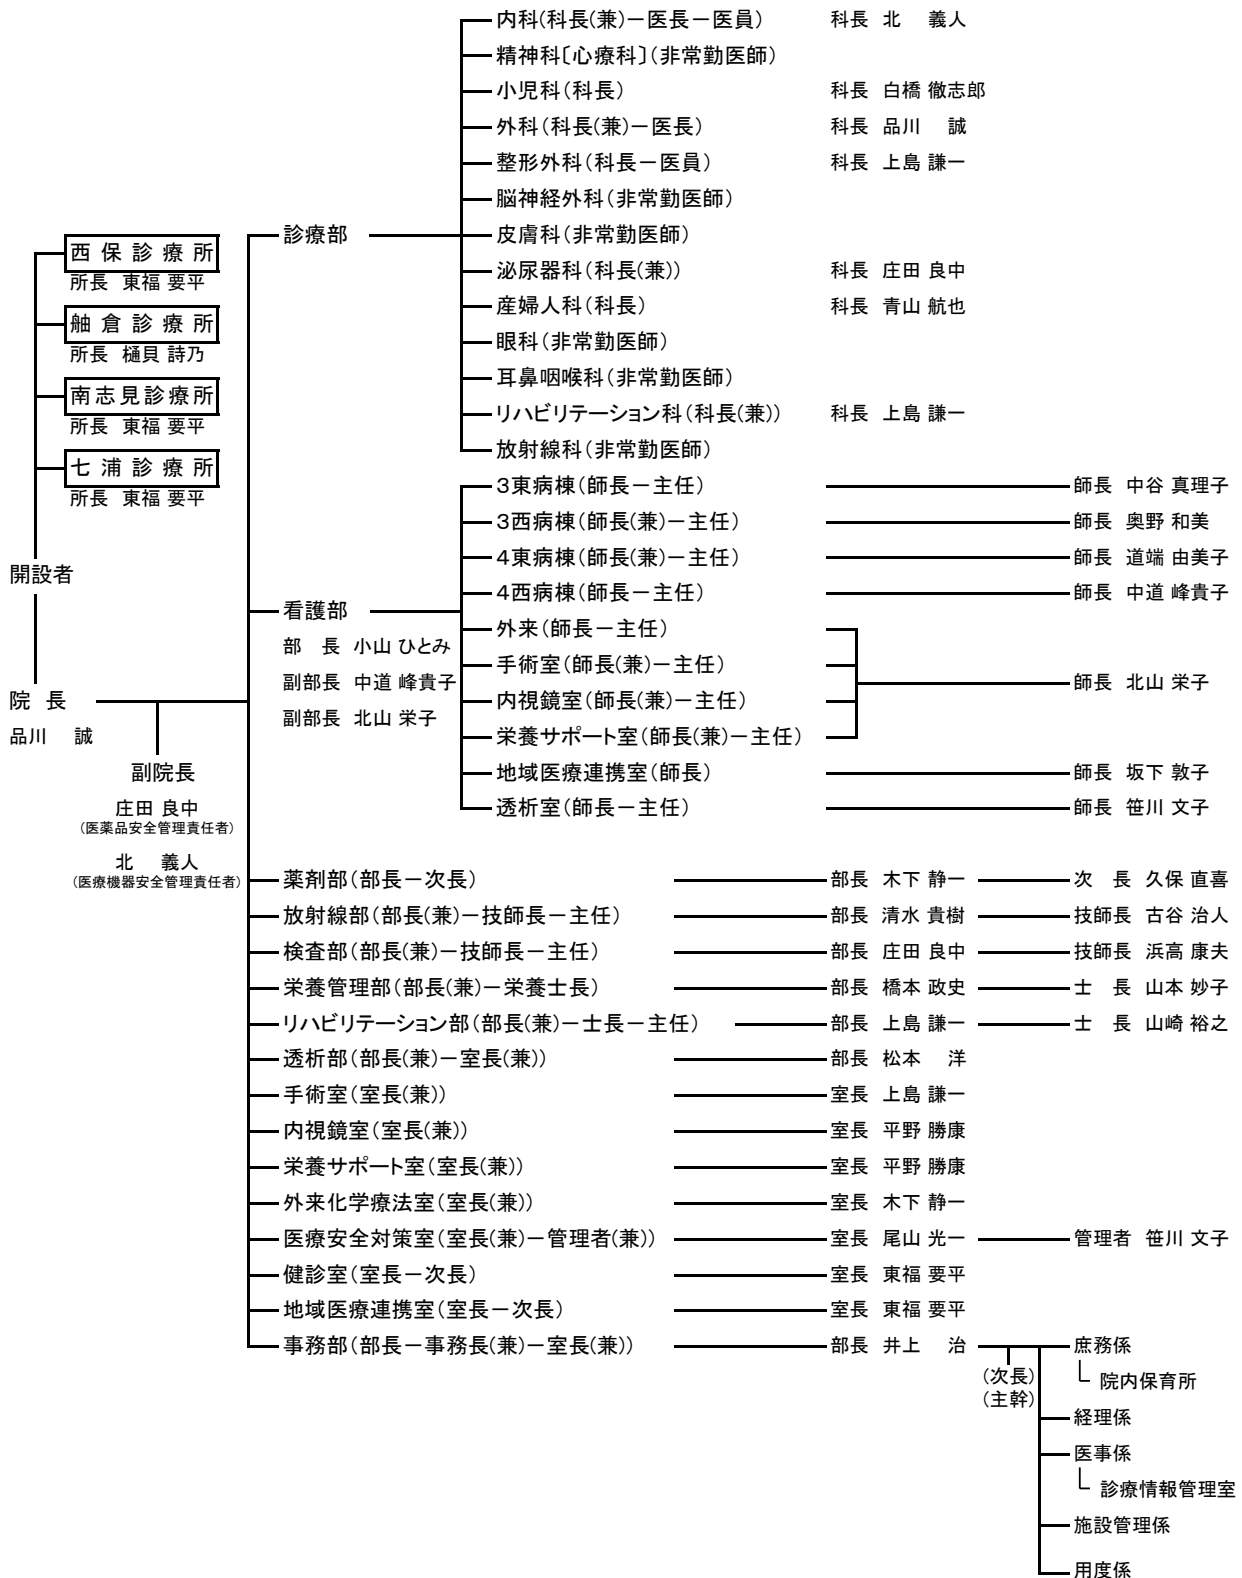 内科(科長(兼)－医長－医員) 科長 北　義人
精神科〔心療科〕(非常勤医師)
小児科(科長) 科長 白橋 徹志郎
外科(科長(兼)－医長) 科長 品川　誠
整形外科(科長－医員) 科長 上島 謙一
脳神経外科(非常勤医師)
皮膚科(非常勤医師)
泌尿器科(科長(兼)) 科長 庄田 良中
産婦人科(科長) 科長 青山 航也
眼科(非常勤医師)
耳鼻咽喉科(非常勤医師)
リハビリテーション科(科長(兼)) 科長 上島 謙一
放射線科(非常勤医師)
診療部
西保診療所
所長 東福 要平
舳倉診療所
所長 樋貝 詩乃
南志見診療所
所長 東福 要平
七浦診療所
所長 東福 要平
開設者
院長
品川　誠
副院長
庄田 良中
(医薬品安全管理責任者)
北　義人
(医療機器安全管理責任者)
看護部
部　長 小山 ひとみ
副部長 中道 峰貴子
副部長 北山 栄子
3東病棟(師長－主任) 師長 中谷 真理子
3西病棟(師長(兼)－主任) 師長 奥野 和美
4東病棟(師長(兼)－主任) 師長 道端 由美子
4西病棟(師長－主任) 師長 中道 峰貴子
外来(師長－主任)
手術室(師長(兼)－主任)
内視鏡室(師長(兼)－主任)
栄養サポート室(師長(兼)－主任)
師長 北山 栄子
地域医療連携室(師長) 師長 坂下 敦子
透析室(師長－主任) 師長 笹川 文子
薬剤部(部長－次長) 部長 木下 静一 次　長 久保 直喜
放射線部(部長(兼)－技師長－主任) 部長 清水 貴樹 技師長 古谷 治人
検査部(部長(兼)－技師長－主任) 部長 庄田 良中 技師長 浜高 康夫
栄養管理部(部長(兼)－栄養士長) 部長 橋本 政史 士　長 山本 妙子
リハビリテーション部(部長(兼)－士長－主任) 部長 上島 謙一 士　長 山崎 裕之
透析部(部長(兼)－室長(兼)) 部長 松本　洋
手術室(室長(兼)) 室長 上島 謙一
内視鏡室(室長(兼)) 室長 平野 勝康
栄養サポート室(室長(兼)) 室長 平野 勝康
外来化学療法室(室長(兼)) 室長 木下 静一
医療安全対策室(室長(兼)－管理者(兼)) 室長 尾山 光一 管理者 笹川 文子
健診室(室長－次長) 室長 東福 要平
地域医療連携室(室長－次長) 室長 東福 要平
事務部(部長－事務長(兼)－室長(兼)) 部長 井上　治
(次長)
(主幹)
庶務係
院内保育所
経理係
医事係
診療情報管理室
施設管理係
用度係